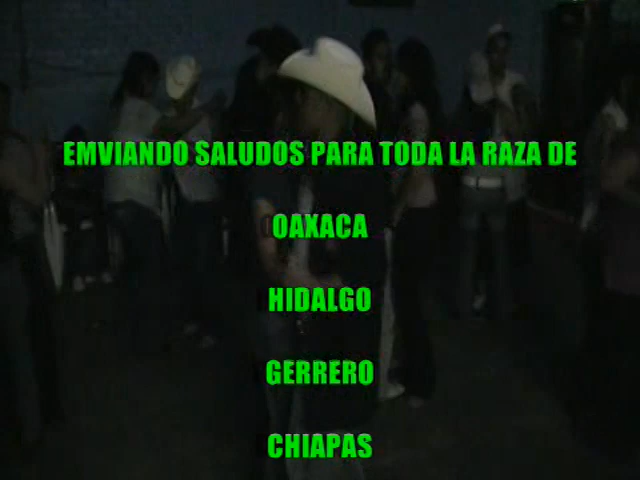 EMVIANDO SALUDOS PARA TODA LA RAZA DE
OAXACA
HIDALGO
GERRERO
CHIAPAS